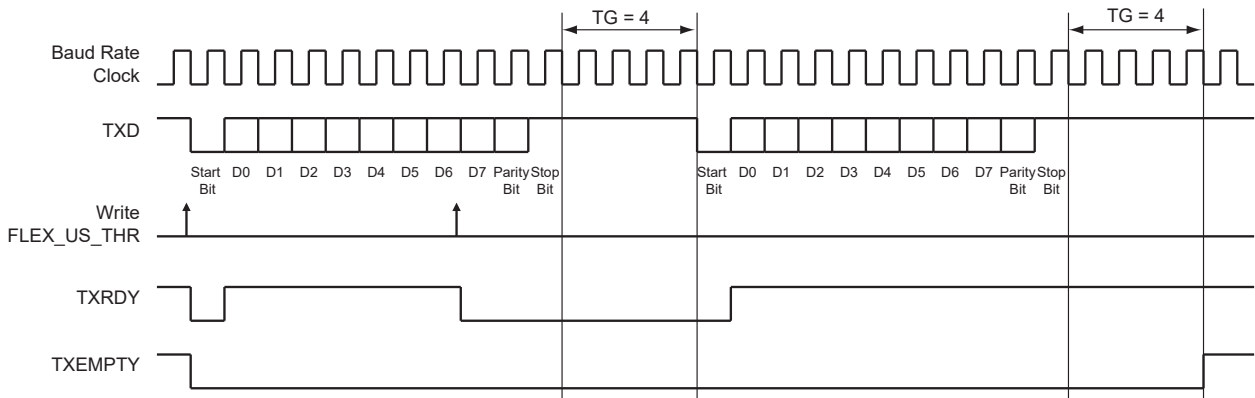 TG = 4
TG = 4
Baud Rate
Clock
TXD
Start
Bit
D0
D1
D2
D3
D4
D5
D6
D7
Parity
Bit
Stop
Bit
Start
Bit
D0
D1
D2
D3
D4
D5
D6
D7
Parity
Bit
Stop
Bit
Write
FLEX_US_THR
TXRDY
TXEMPTY